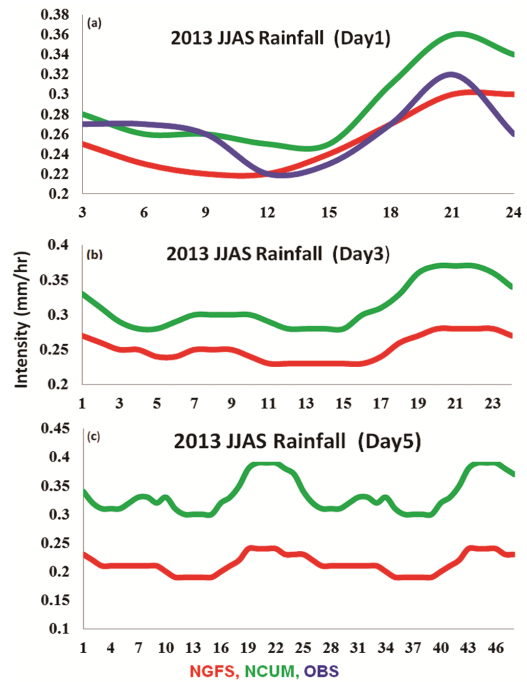 (a)
2013 JJAS Rainfall (Day1)
0.38
0.36
0.34
0.32
0.3
0.28
0.26
0.24
0.22
0.2
3 6 9 12 15 18 21 24
Intensity (mm/hr)
(b)
2013 JJAS Rainfall (Day3)
0.4
0.35
0.3
0.25
0.2
1 3 5 7 9 11 13 15 17 19 21 23
(c)
2013 JJAS Rainfall (Day5)
0.45
0.4
0.35
0.3
0.25
0.2
0.15
0.1
1 4 7 10 13 16 19 22 25 28 31 34 37 40 43 46
NGFS, NCUM, OBS